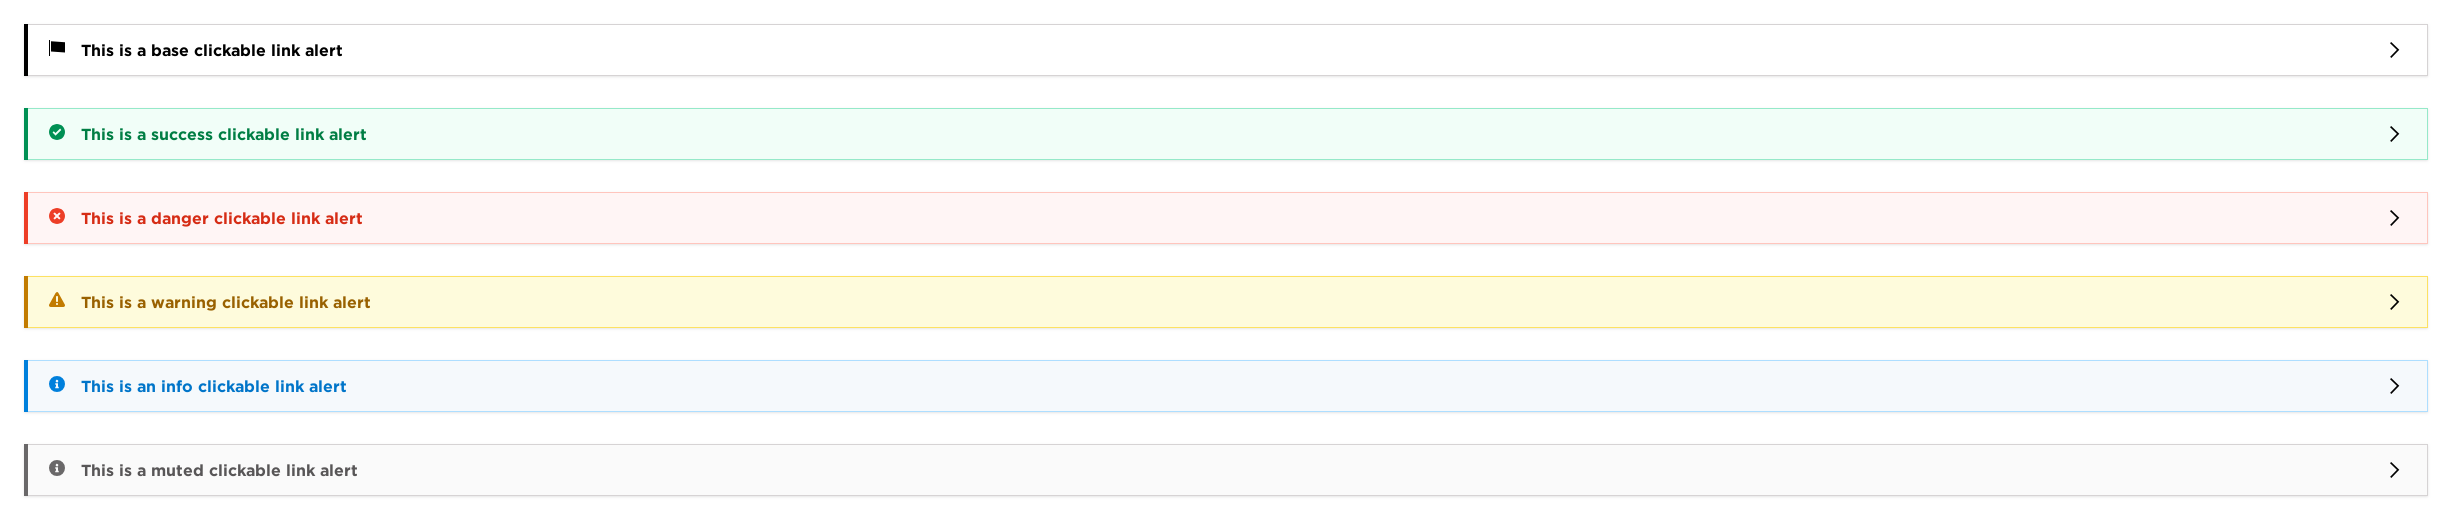 This is a base clickable link alert
This is a success clickable link alert
This is a danger clickable link alert
This is a warning clickable link alert
This is an info clickable link alert
This is a muted clickable link alert